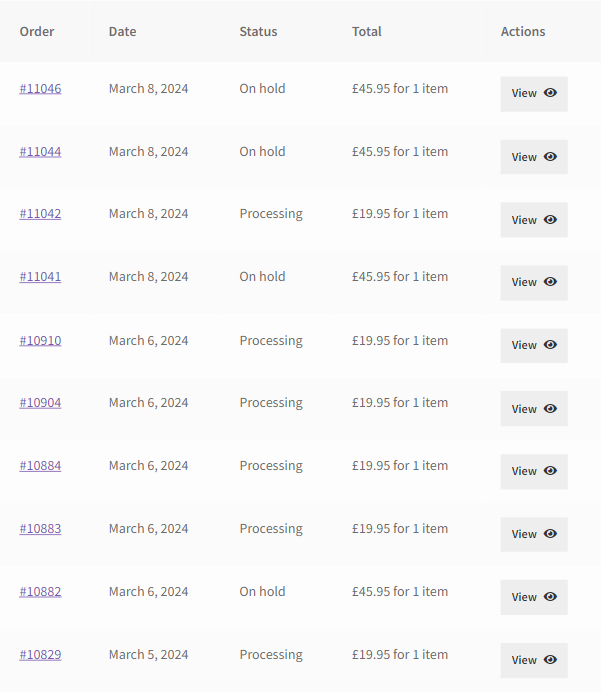 Order Date Status Total Actions
#11046 March 8, 2024 On hold £45.95 for 1 item View
#11044 March 8, 2024 On hold £45.95 for 1 item View
#11042 March 8, 2024 Processing £19.95 for 1 item View
#11041 March 8, 2024 On hold £45.95 for 1 item View
#10910 March 6, 2024 Processing £19.95 for 1 item View
#10904 March 6, 2024 Processing £19.95 for 1 item View
#10884 March 6, 2024 Processing £19.95 for 1 item View
#10883 March 6, 2024 Processing £19.95 for 1 item View
#10882 March 6, 2024 On hold £45.95 for 1 item View
#10829 March 5, 2024 Processing £19.95 for 1 item View